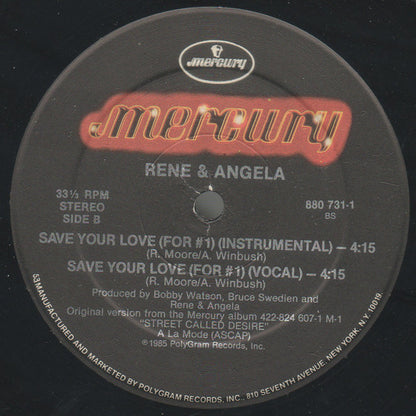 mercury
mercury
RENE & ANGELA
33⅓ RPM
STEREO
SIDE B
880 731-1
BS
SAVE YOUR LOVE (FOR #1) (INSTRUMENTAL) – 4:15
(R. Moore/A. Winbush)
SAVE YOUR LOVE (FOR #1) (VOCAL) – 4:15
(R. Moore/A. Winbush)
Produced by Bobby Watson, Bruce Swedien and
Rene & Angela
Original version from the Mercury album 422-824 607-1 M-1
"STREET CALLED DESIRE"
A La Mode (ASCAP)
℗1985 PolyGram Records, Inc.
53 MANUFACTURED AND MARKETED BY POLYGRAM RECORDS, INC., 810 SEVENTH AVENUE, NEW YORK, N.Y. 10019.